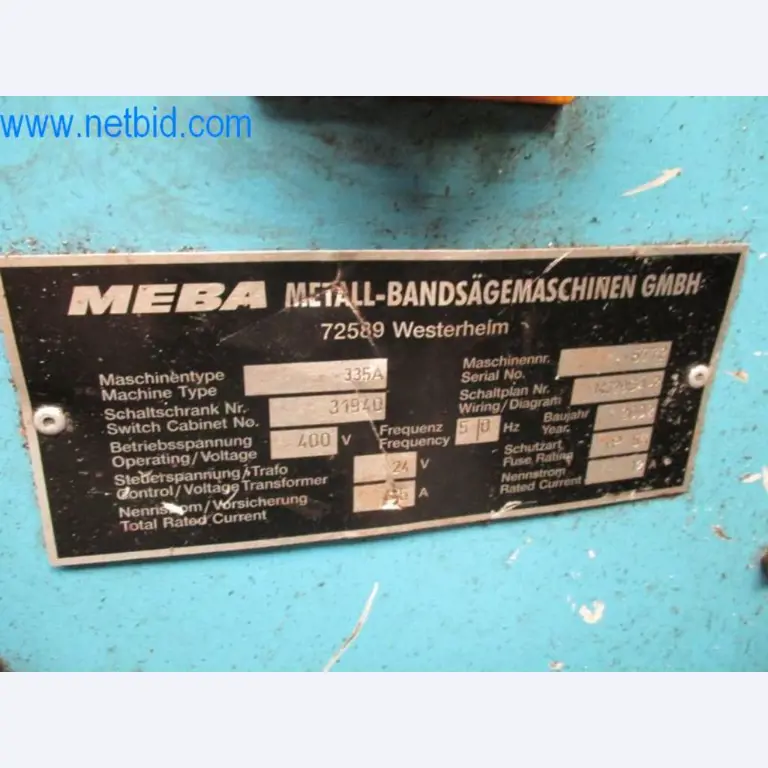 www.netbid.com
MEBA METALL-BANDSÄGEMASCHINEN GMBH
72589 Westerheim
Maschinentype
Machine Type 335A
Schaltschrank Nr.
Switch Cabinet No. 31940
Betriebsspannung
Operating/Voltage 400 V
Frequenz
Frequency 50 Hz
Steuerspannung/Trafo
Control/Voltage Transformer 24 V
Nennstrom/Vorsicherung
Total Rated Current A
Maschinennr.
Serial No.
Schaltplan Nr.
Wiring/Diagram
Baujahr
Year.
Schutzart
Fuse Rating
Nennstrom
Rated Current A